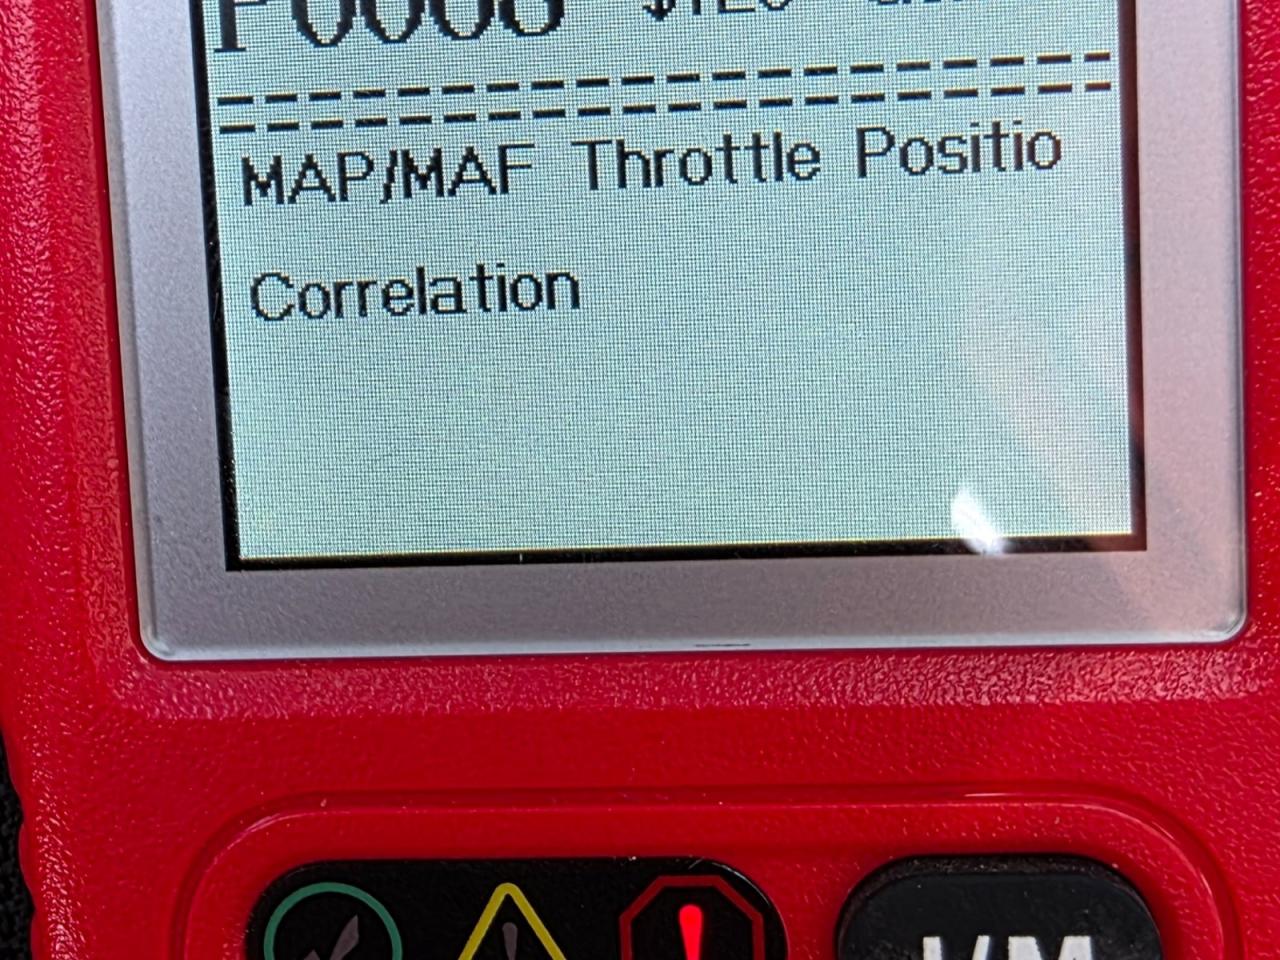 MAP/MAF Throttle Positio
Correlation
I/M